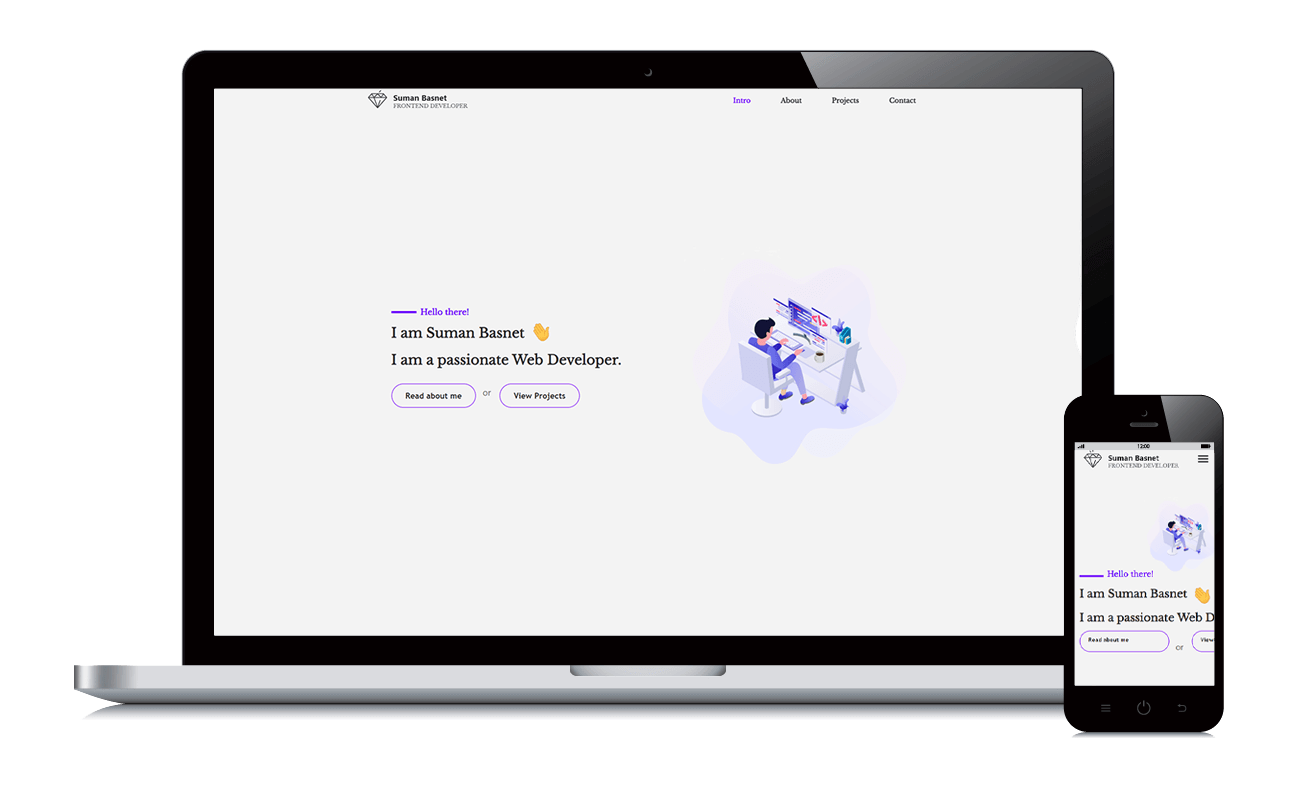 Suman Basnet
FRONTEND DEVELOPER
Intro About Projects Contact
Hello there!
I am Suman Basnet 👋
I am a passionate Web Developer.
Read about me or View Projects
12:00
Suman Basnet
FRONTEND DEVELOPER
Hello there!
I am Suman Basnet 👋
I am a passionate Web D
Read about me or View